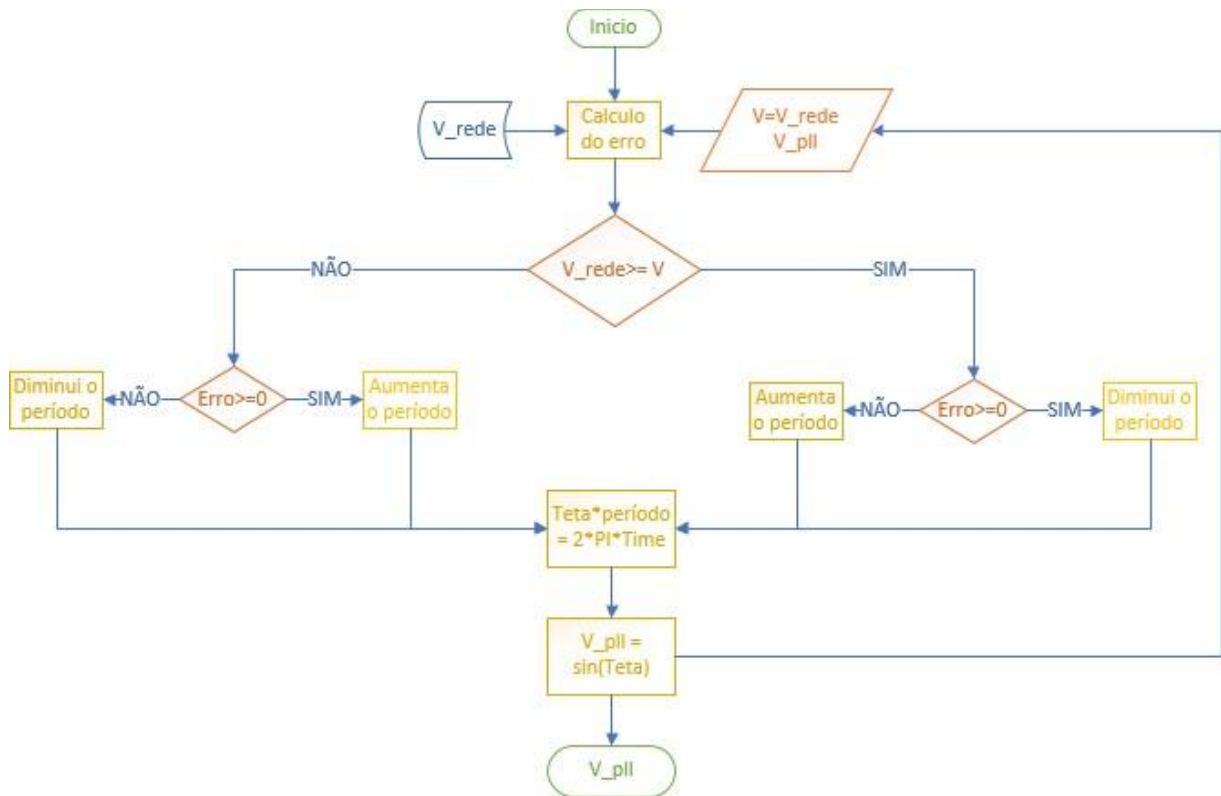 Inicio
V_rede
Calculo
do erro
V=V_rede
V_pll
V_rede>= V
NÃO
SIM
Diminui o
período
NÃO
Erro>=0
SIM
Aumenta
o período
Aumenta
o período
NÃO
Erro>=0
SIM
Diminui o
período
Teta*período
= 2*PI*Time
V_pll =
sin(Teta)
V_pll